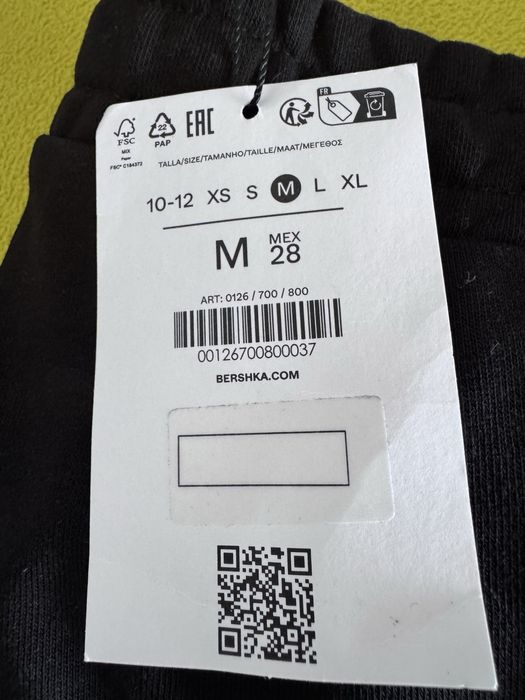 FSC
MIX
Paper
FSC® C184372
22
PAP
EAC
FR
TALLA/SIZE/TAMANHO/TAILLE/MAAT/ΜΕΓΕΘΟΣ
10-12 XS S M L XL
M MEX 28
ART: 0126 / 700 / 800
00126700800037
BERSHKA.COM